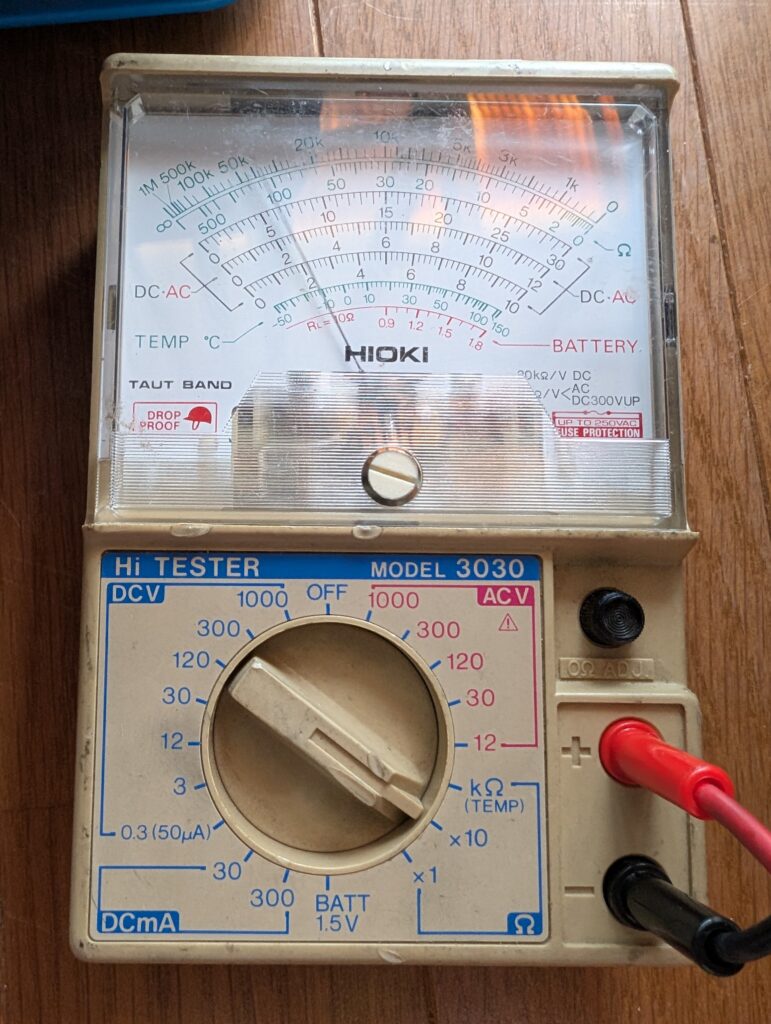 1M 500k 100k 50k 20k 10k 5k 3k 1k 0
∞ 500 100 50 30 20 10 5 2 0 Ω
0 5 10 15 20 25 30
0 2 4 6 8 10 12
0 2 4 6 8 10
DC·AC DC·AC
-50 -10 0 10 30 50 100 150
TEMP °C
RL=10Ω 0.9 1.2 1.5 1.8
BATTERY
HIOKI
TAUT BAND
DROP
PROOF
20kΩ/V DC
Ω/V< AC
DC300VUP
UP TO 250VAC
FUSE PROTECTION
Hi TESTER MODEL 3030
DCV 1000 OFF 1000 ACV
300 300
120 120
30 30
12 12
3 kΩ
(TEMP)
0.3 (50μA) ×10
30 ×1
300 BATT
1.5V
DCmA Ω
0Ω ADJ.
+
−